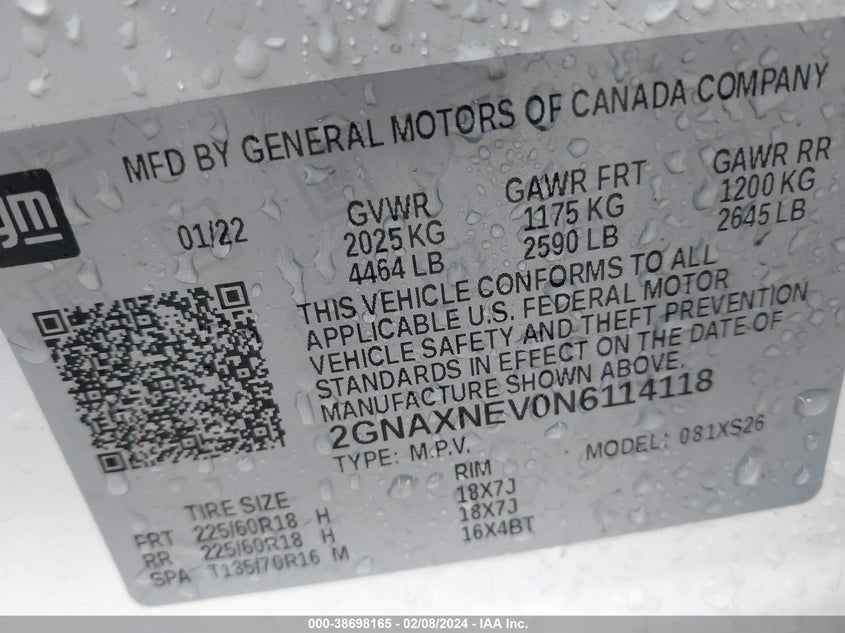 MFD BY GENERAL MOTORS OF CANADA COMPANY
gm
01/22
GVWR
2025 KG
4464 LB
GAWR FRT
1175 KG
2590 LB
GAWR RR
1200 KG
2645 LB
THIS VEHICLE CONFORMS TO ALL
APPLICABLE U.S. FEDERAL MOTOR
VEHICLE SAFETY AND THEFT PREVENTION
STANDARDS IN EFFECT ON THE DATE OF
MANUFACTURE SHOWN ABOVE.
2GNAXNEV0N6114118
TYPE: M.P.V. MODEL: 081XS26
TIRE SIZE RIM
FRT 225/60R18 H 18X7J
RR 225/60R18 H 18X7J
SPA T135/70R16 M 16X4BT
000-38698165 - 02/08/2024 - IAA Inc.